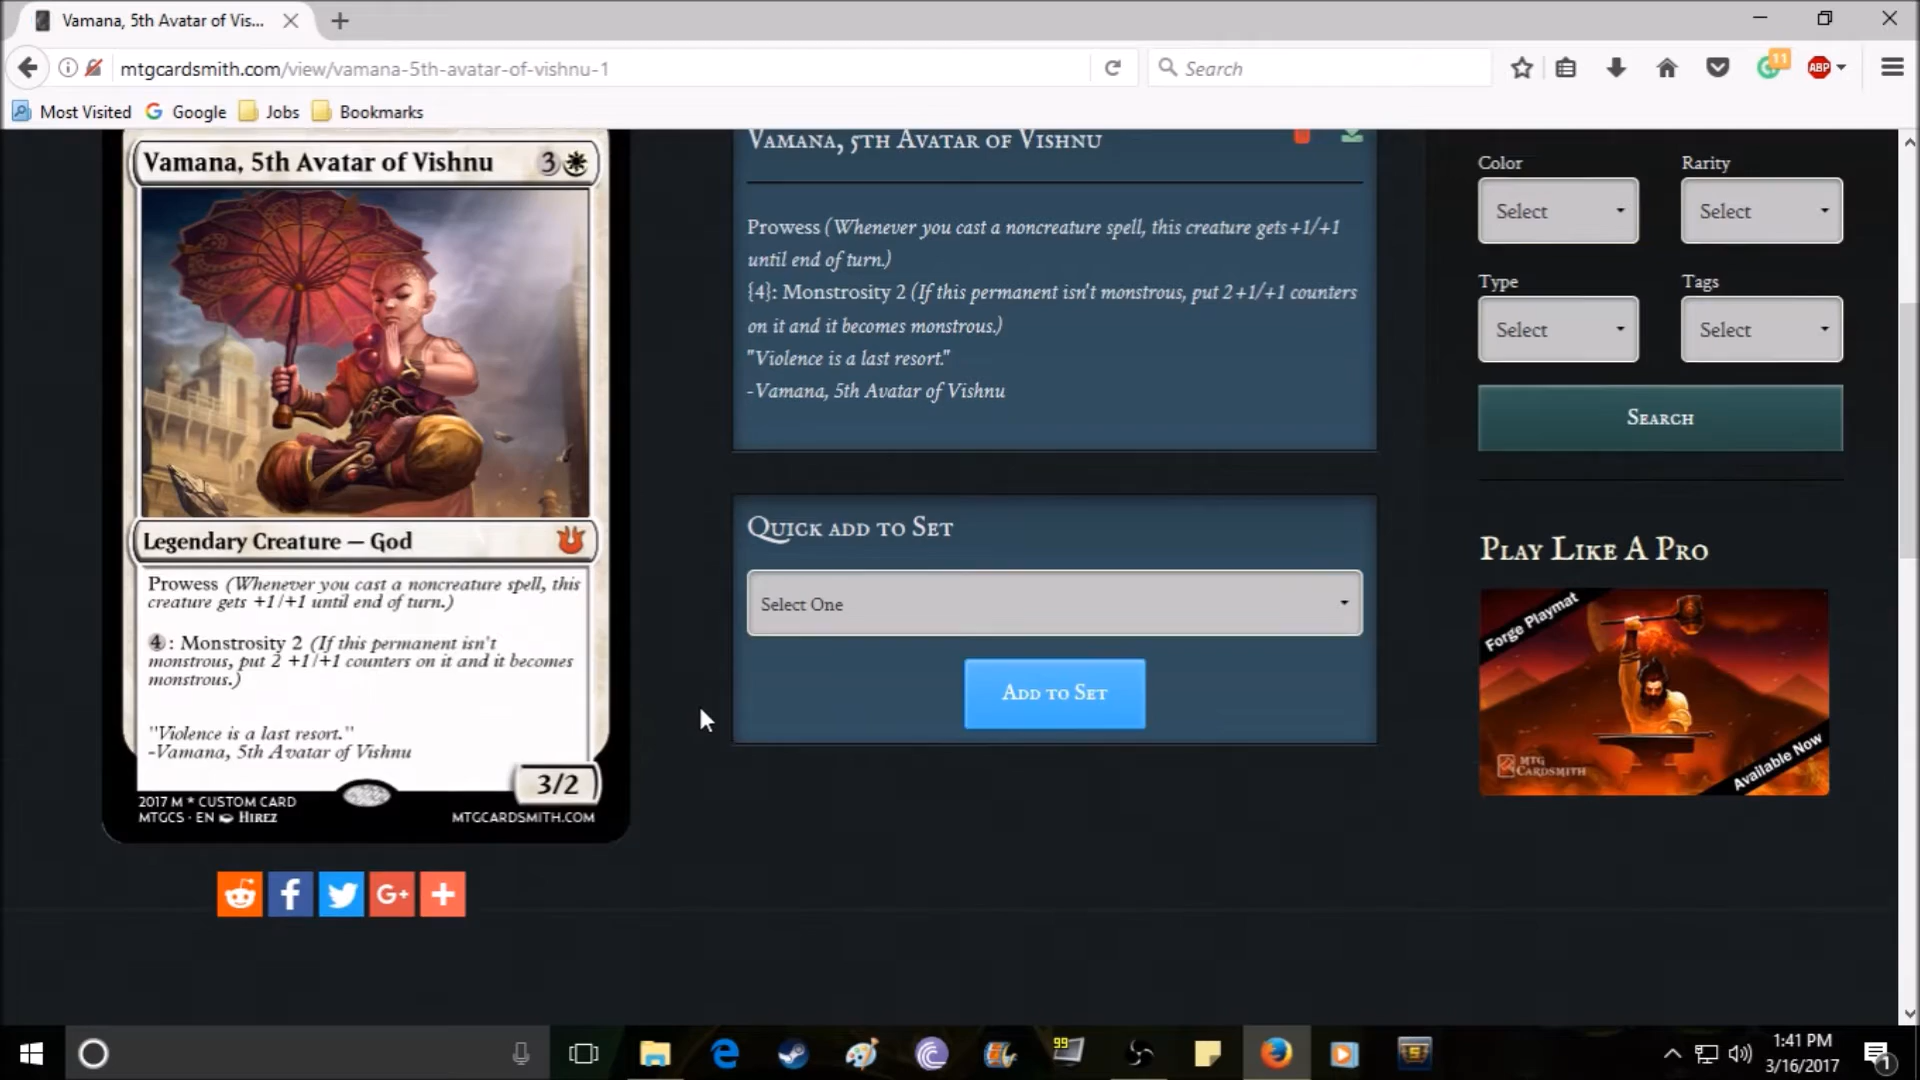 Vamana, 5th Avatar of Vis...
mtgcardsmith.com/view/vamana-5th-avatar-of-vishnu-1
Search
11
ABP
Most Visited
Google
Jobs
Bookmarks
Vamana, 5th Avatar of Vishnu 3
Legendary Creature — God
Prowess (Whenever you cast a noncreature spell, this
creature gets +1/+1 until end of turn.)
4: Monstrosity 2 (If this permanent isn't
monstrous, put 2 +1/+1 counters on it and it becomes
monstrous.)
"Violence is a last resort."
-Vamana, 5th Avatar of Vishnu
3/2
2017 M * CUSTOM CARD
MTGCS · EN HIREZ
MTGCARDSMITH.COM
G+
Vamana, 5th Avatar of Vishnu
Prowess (Whenever you cast a noncreature spell, this creature gets +1/+1
until end of turn.)
{4}: Monstrosity 2 (If this permanent isn't monstrous, put 2 +1/+1 counters
on it and it becomes monstrous.)
"Violence is a last resort."
-Vamana, 5th Avatar of Vishnu
Quick add to Set
Select One
Add to Set
Color
Rarity
Select
Select
Type
Tags
Select
Select
Search
Play Like A Pro
Forge Playmat
MTG
Cardsmith
Available Now
99
1:41 PM
3/16/2017
1